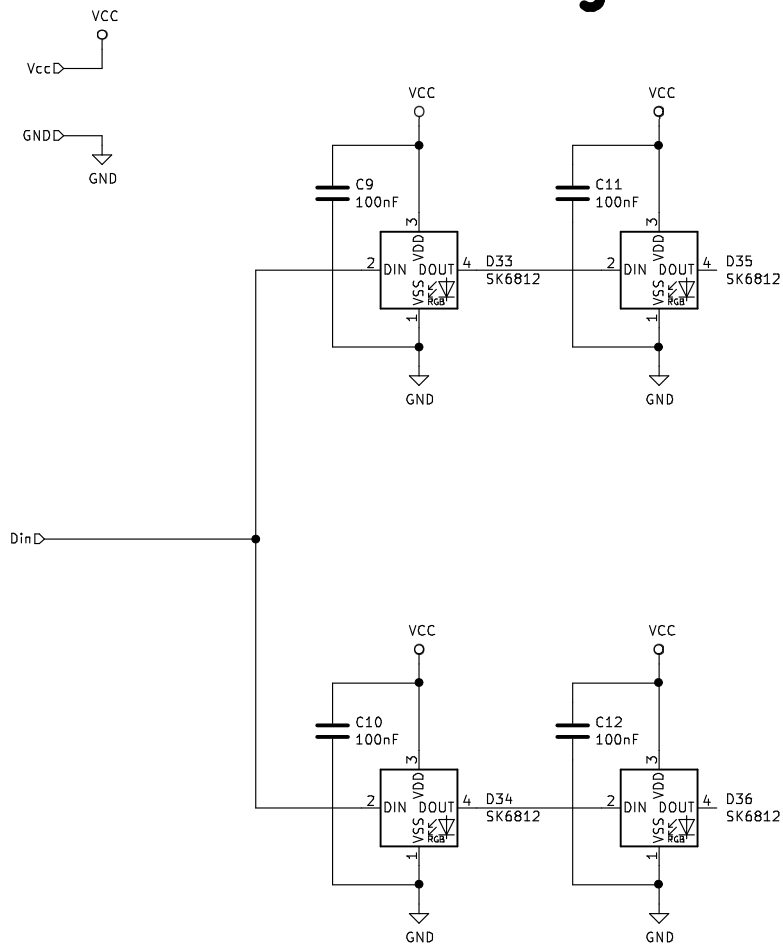 VCC
Vcc
GND
GND
VCC
C9
100nF
3
VDD
2
DIN
DOUT
4
VSS
RGB
1
D33
SK6812
GND
VCC
C11
100nF
3
VDD
2
DIN
DOUT
4
VSS
RGB
1
D35
SK6812
GND
Din
VCC
C10
100nF
3
VDD
2
DIN
DOUT
4
VSS
RGB
1
D34
SK6812
GND
VCC
C12
100nF
3
VDD
2
DIN
DOUT
4
VSS
RGB
1
D36
SK6812
GND